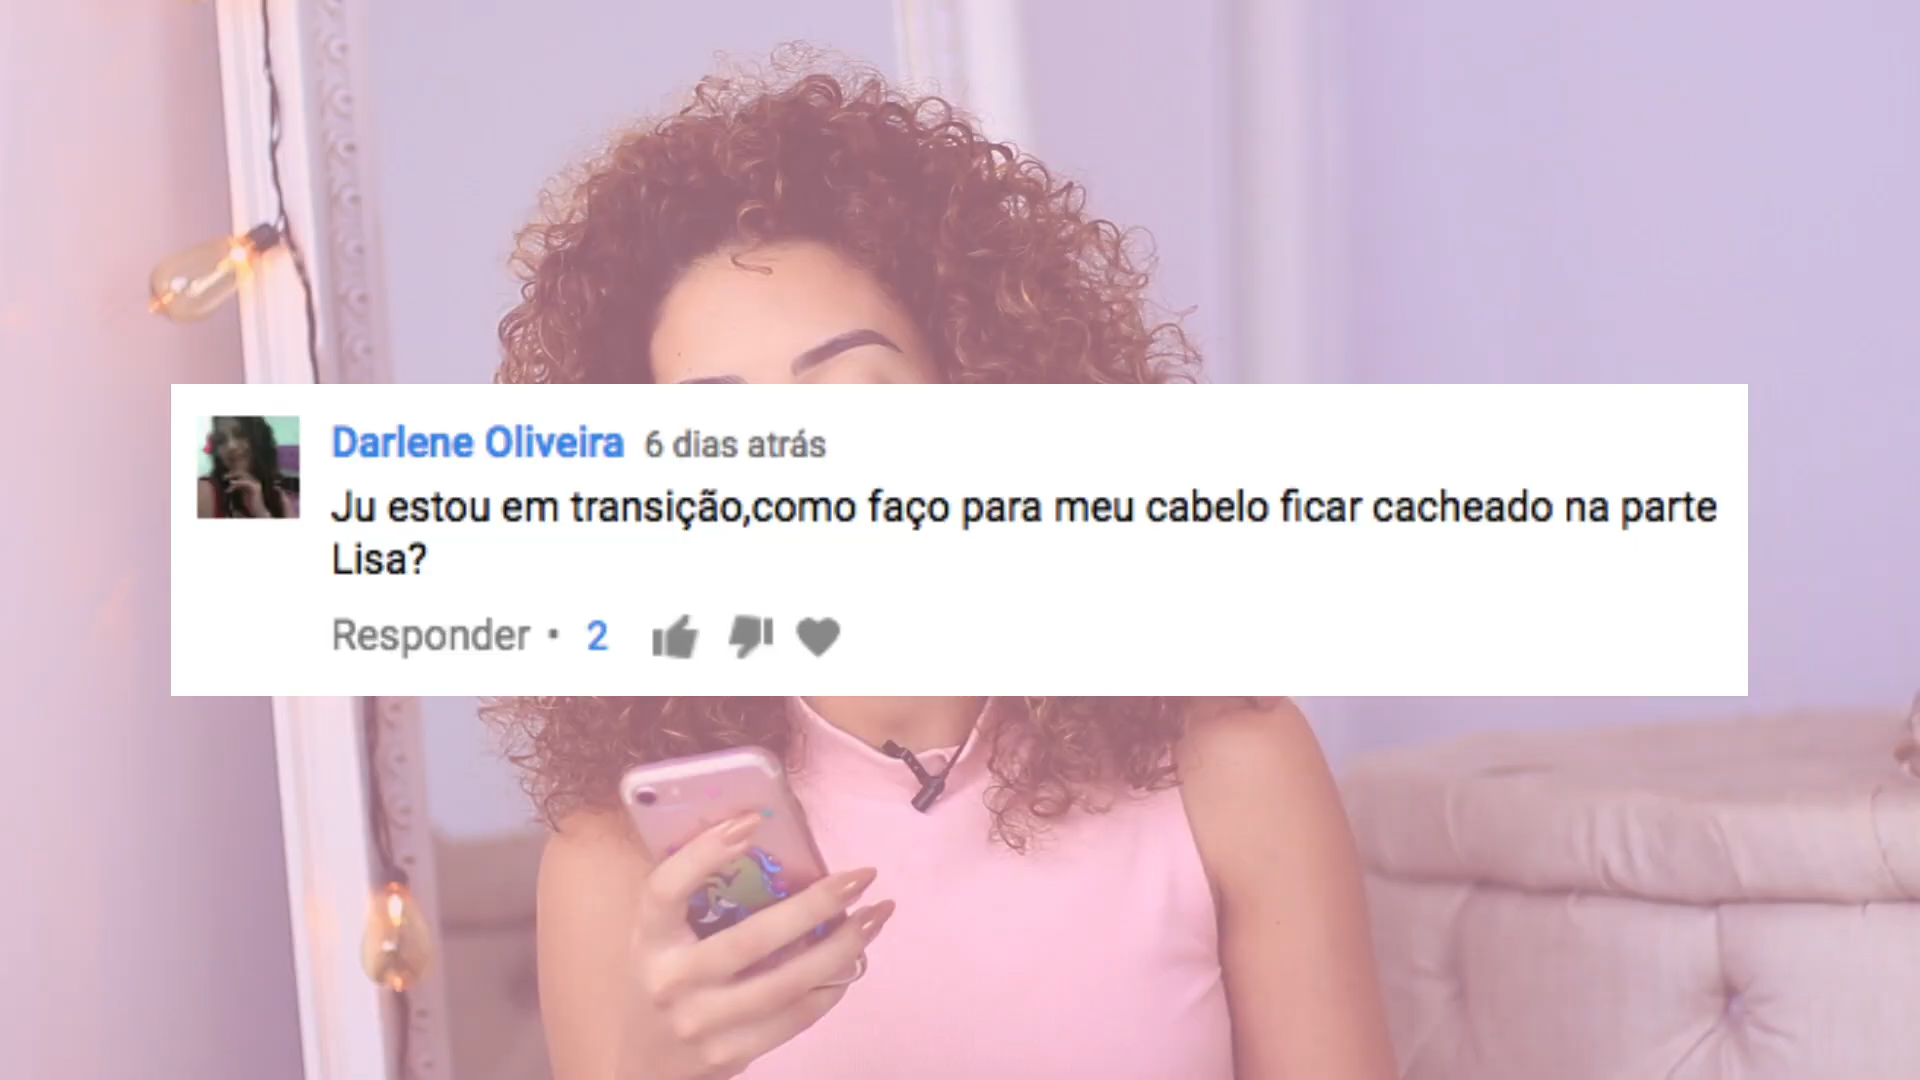 Darlene Oliveira 6 dias atrás
Ju estou em transição,como faço para meu cabelo ficar cacheado na parte
Lisa?
Responder • 2